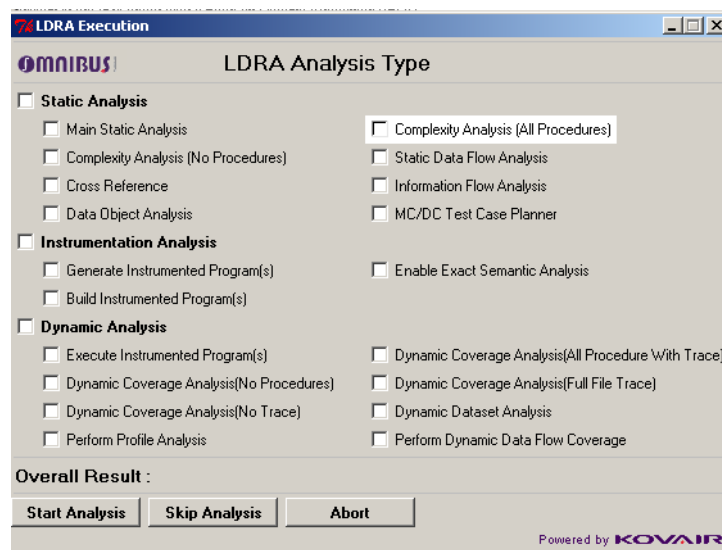 LDRA Execution
OMNIBUS
LDRA Analysis Type
Static Analysis
Main Static Analysis
Complexity Analysis (All Procedures)
Complexity Analysis (No Procedures)
Static Data Flow Analysis
Cross Reference
Information Flow Analysis
Data Object Analysis
MC/DC Test Case Planner
Instrumentation Analysis
Generate Instrumented Program(s)
Enable Exact Semantic Analysis
Build Instrumented Program(s)
Dynamic Analysis
Execute Instrumented Program(s)
Dynamic Coverage Analysis(All Procedure With Trace)
Dynamic Coverage Analysis(No Procedures)
Dynamic Coverage Analysis(Full File Trace)
Dynamic Coverage Analysis(No Trace)
Dynamic Dataset Analysis
Perform Profile Analysis
Perform Dynamic Data Flow Coverage
Overall Result :
Start Analysis
Skip Analysis
Abort
Powered by KOVAIR